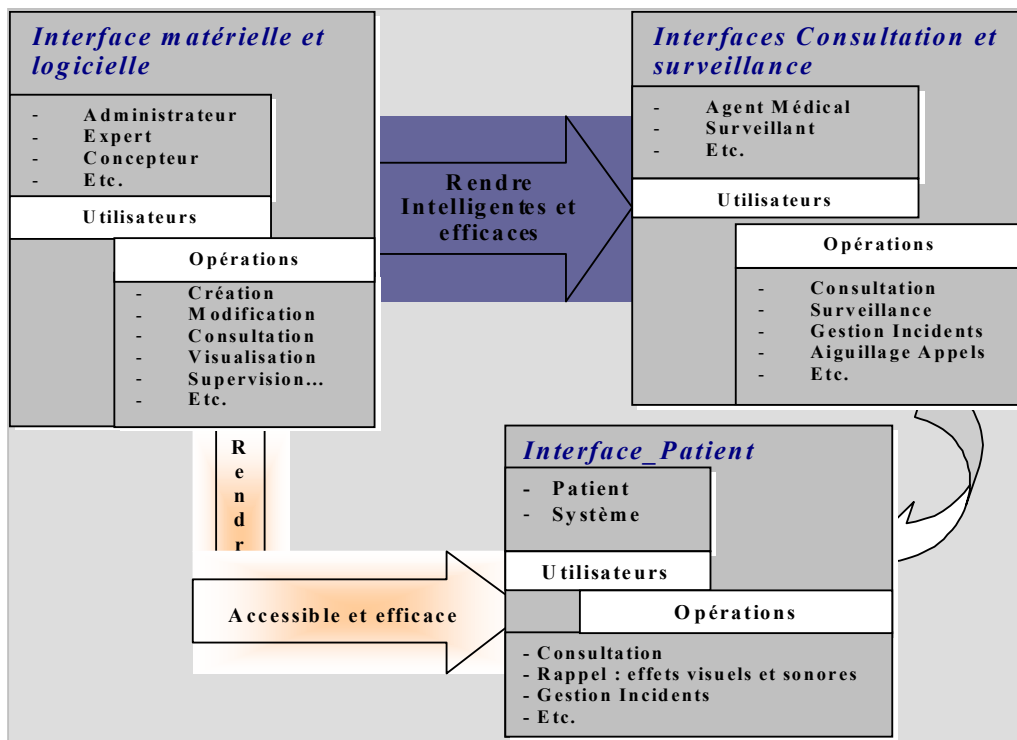 Interface matérielle et
logicielle
- Administrateur
- Expert
- Concepteur
- Etc.
Utilisateurs
Opérations
- Création
- Modification
- Consultation
- Visualisation
- Supervision...
- Etc.
Rendre
Intelligentes et
efficaces
Interfaces Consultation et
surveillance
- Agent Médical
- Surveillant
- Etc.
Utilisateurs
Opérations
- Consultation
- Surveillance
- Gestion Incidents
- Aiguillage Appels
- Etc.
R
e
n
d
r
Accessible et efficace
Interface_Patient
- Patient
- Système
Utilisateurs
Opérations
- Consultation
- Rappel : effets visuels et sonores
- Gestion Incidents
- Etc.